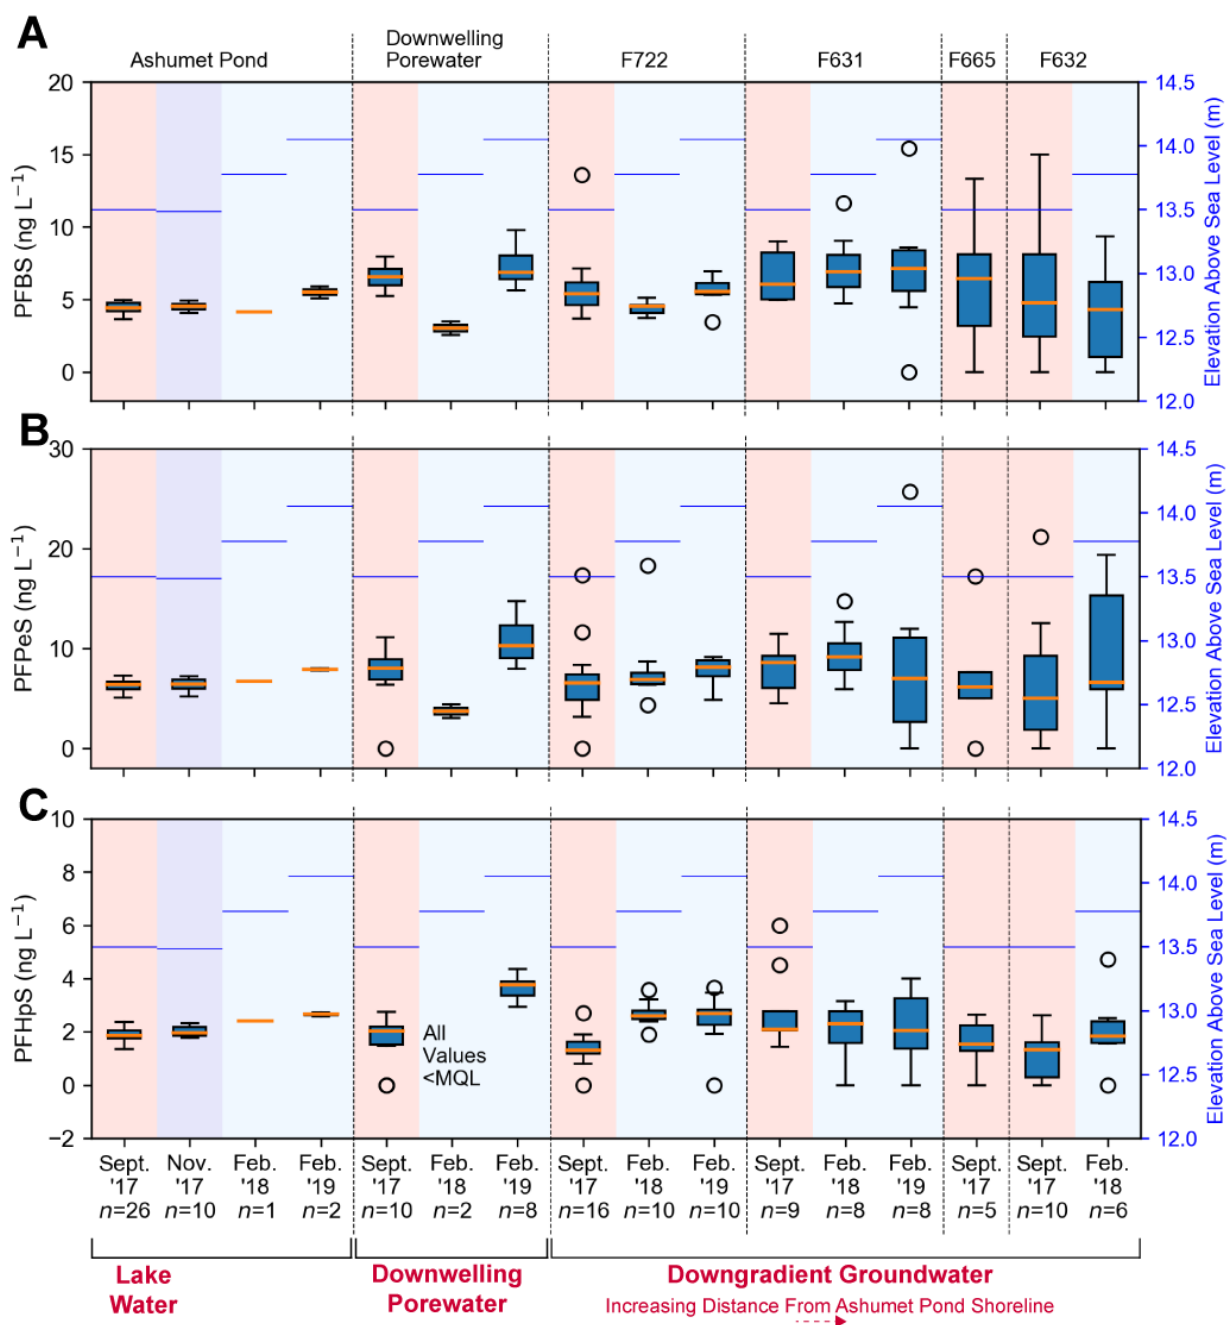 A
Ashumet Pond
Downwelling
Porewater
F722
F631
F665
F632
PFBS (ng L⁻¹)
20
15
10
5
0
Elevation Above Sea Level (m)
14.5
14.0
13.5
13.0
12.5
12.0
B
PFPeS (ng L⁻¹)
30
20
10
0
Elevation Above Sea Level (m)
14.5
14.0
13.5
13.0
12.5
12.0
C
PFHpS (ng L⁻¹)
10
8
6
4
2
0
−2
All
Values
<MQL
Elevation Above Sea Level (m)
14.5
14.0
13.5
13.0
12.5
12.0
Sept. Nov. Feb. Feb. Sept. Feb. Feb. Sept. Feb. Feb. Sept. Feb. Feb. Sept. Sept. Feb.
'17 '17 '18 '19 '17 '18 '19 '17 '18 '19 '17 '18 '19 '17 '17 '18
n=26 n=10 n=1 n=2 n=10 n=2 n=8 n=16 n=10 n=10 n=9 n=8 n=8 n=5 n=10 n=6
Lake
Water
Downwelling
Porewater
Downgradient Groundwater
Increasing Distance From Ashumet Pond Shoreline